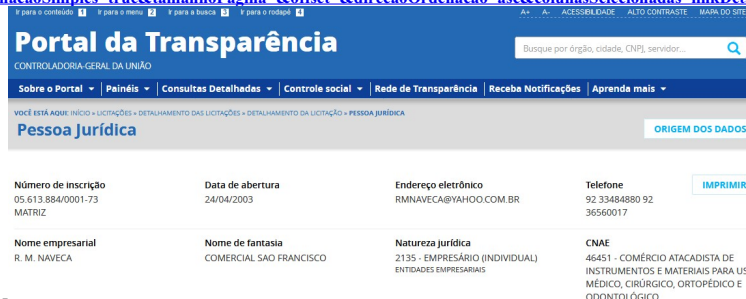 Ir para o conteúdo 1 Ir para o menu 2 Ir para a busca 3 Ir para o rodapé 4 A+ A- ACESSIBILIDADE ALTO CONTRASTE MAPA DO SITE
Portal da Transparência
Busque por órgão, cidade, CNPJ, servidor...
CONTROLADORIA-GERAL DA UNIÃO
Sobre o Portal Painéis Consultas Detalhadas Controle social Rede de Transparência Receba Notificações Aprenda mais
VOCÊ ESTÁ AQUI: INÍCIO » LICITAÇÕES » DETALHAMENTO DAS LICITAÇÕES » DETALHAMENTO DA LICITAÇÃO » PESSOA JURÍDICA
Pessoa Jurídica ORIGEM DOS DADOS
Número de inscrição Data de abertura Endereço eletrônico Telefone IMPRIMIR
05.613.884/0001-73 24/04/2003 RMNAVECA@YAHOO.COM.BR 92 33484880 92
MATRIZ 36560017
Nome empresarial Nome de fantasia Natureza jurídica CNAE
R. M. NAVECA COMERCIAL SAO FRANCISCO 2135 - EMPRESÁRIO (INDIVIDUAL) 46451 - COMÉRCIO ATACADISTA DE
ENTIDADES EMPRESARIAIS INSTRUMENTOS E MATERIAIS PARA US
MÉDICO, CIRÚRGICO, ORTOPÉDICO E
ODONTOLÓGICO